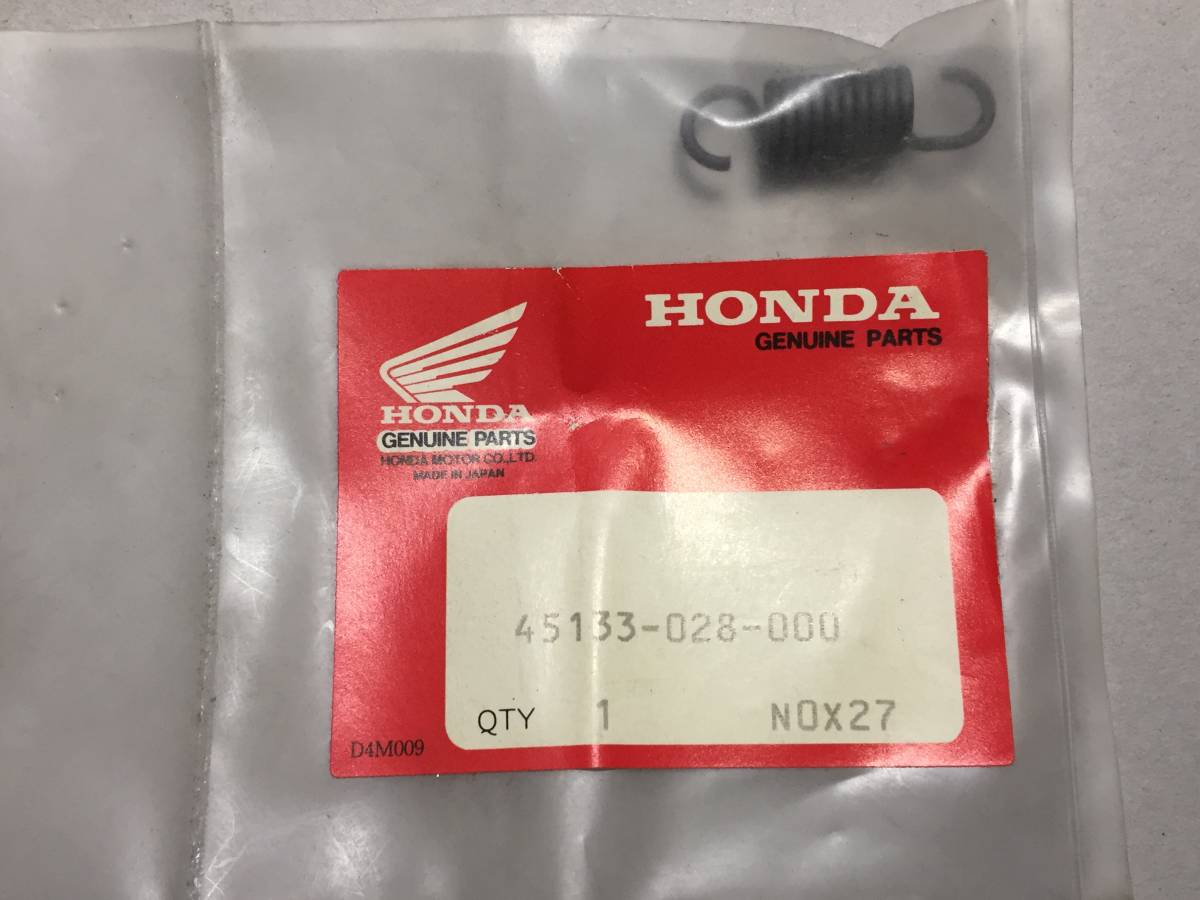 HONDA
GENUINE PARTS
HONDA
GENUINE PARTS
HONDA MOTOR CO.,LTD.
MADE IN JAPAN
45133-028-000
QTY 1 N0X27
D4M009